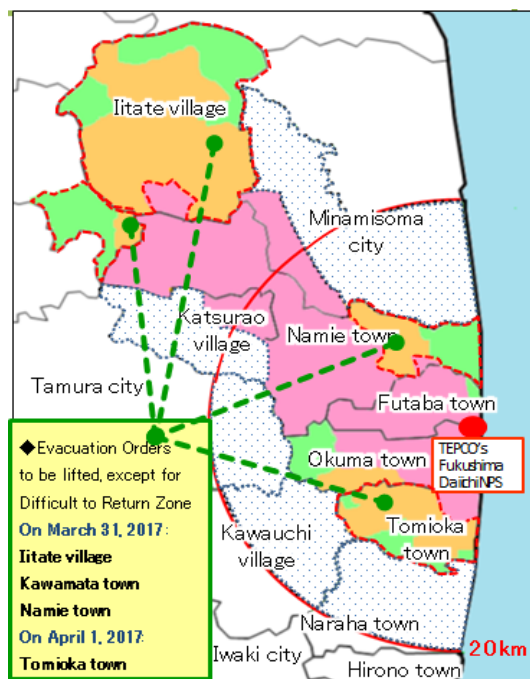 Iitate village
Minamisoma
city
Katsurao
village
Namie town
Tamura city
Futaba town
TEPCO's
Fukushima
DaiichiNPS
Okuma town
◆Evacuation Orders
to be lifted, except for
Difficult to Return Zone
On March 31, 2017:
Iitate village
Kawamata town
Namie town
On April 1, 2017:
Tomioka town
Tomioka
town
Kawauchi
village
Naraha town
20km
Iwaki city
Hirono town